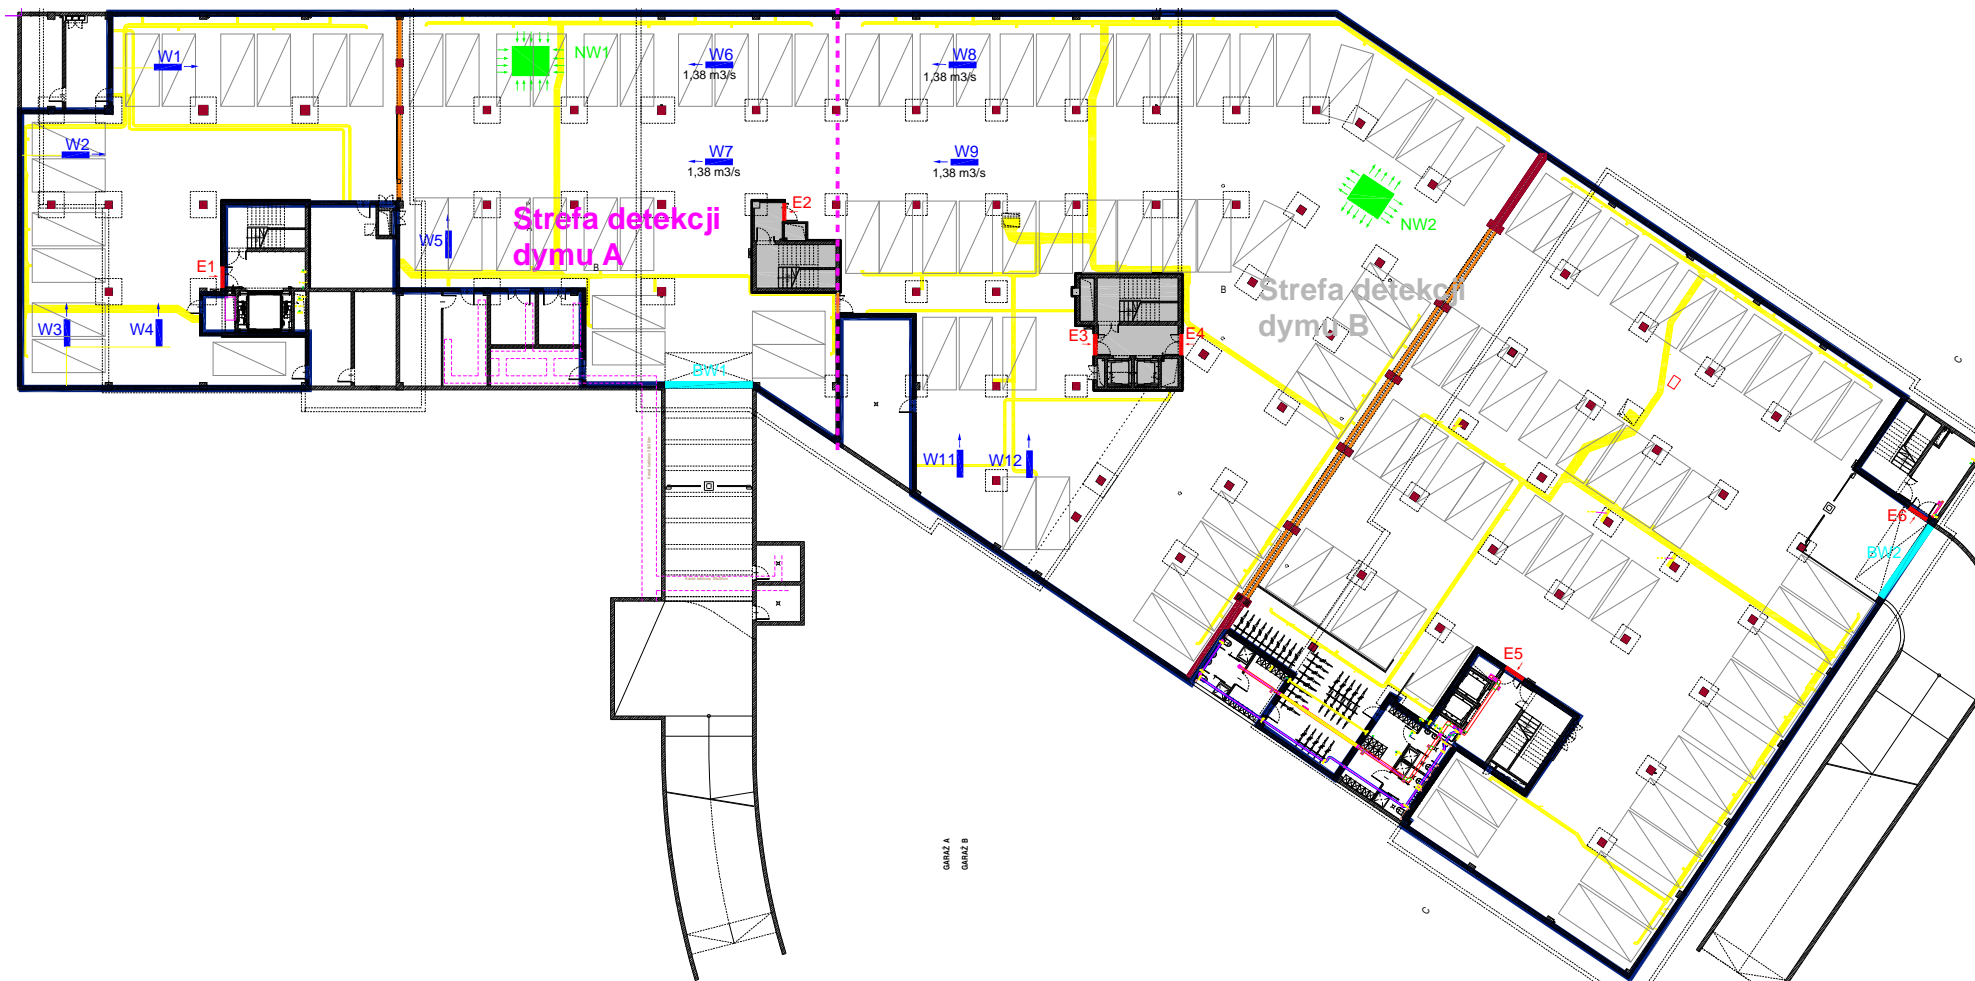 W1
NW1
W6
1,38 m3/s
W8
1,38 m3/s
W2
W7
1,38 m3/s
W9
1,38 m3/s
E2
NW2
W5
Strefa detekcji
dymu A
B
E1
B
Strefa detekcji
dymu B
W3
W4
E3
E4
BW1
C
W11
W12
E6
BW2
E5
GARAŻ A
GARAŻ B
C